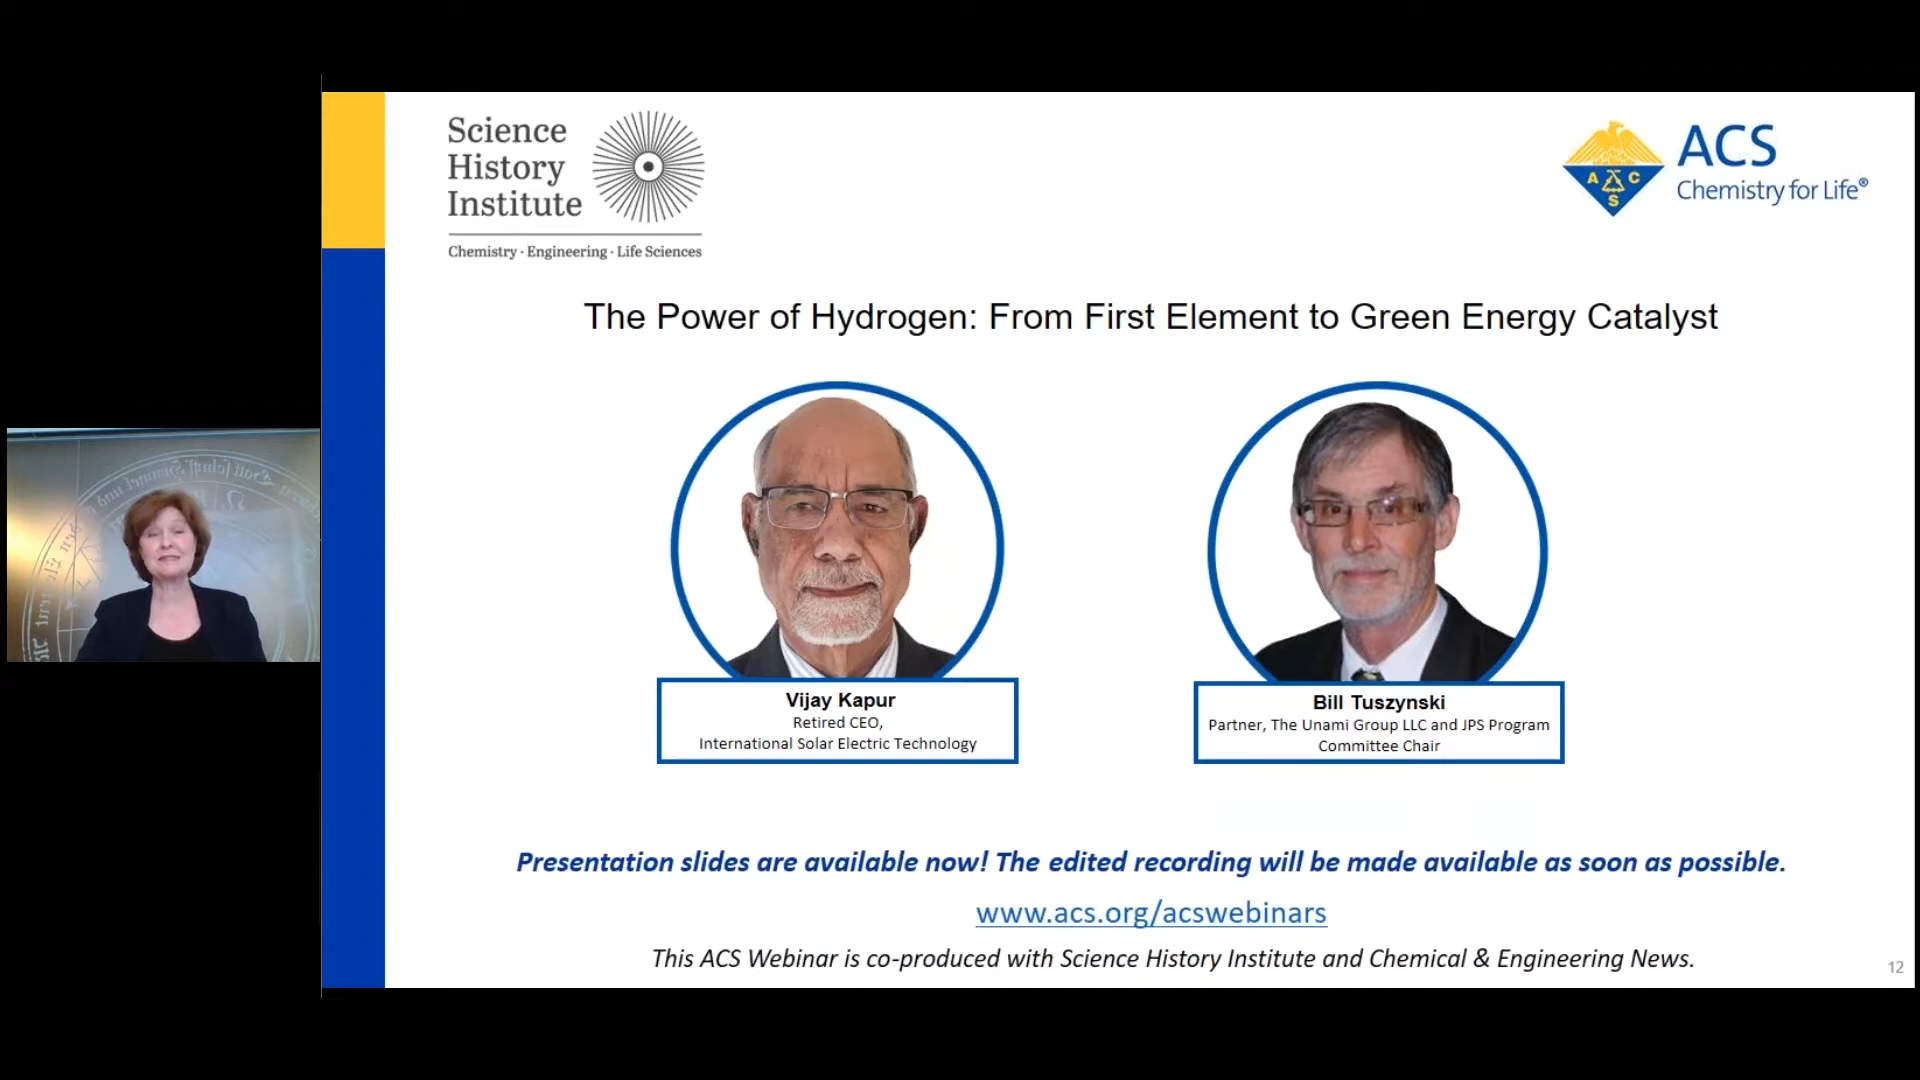 Science
History
Institute
Chemistry · Engineering · Life Sciences
A C S
ACS
Chemistry for Life®
The Power of Hydrogen: From First Element to Green Energy Catalyst
Vijay Kapur
Retired CEO,
International Solar Electric Technology
Bill Tuszynski
Partner, The Unami Group LLC and JPS Program
Committee Chair
Presentation slides are available now! The edited recording will be made available as soon as possible.
www.acs.org/acswebinars
This ACS Webinar is co-produced with Science History Institute and Chemical & Engineering News.
12